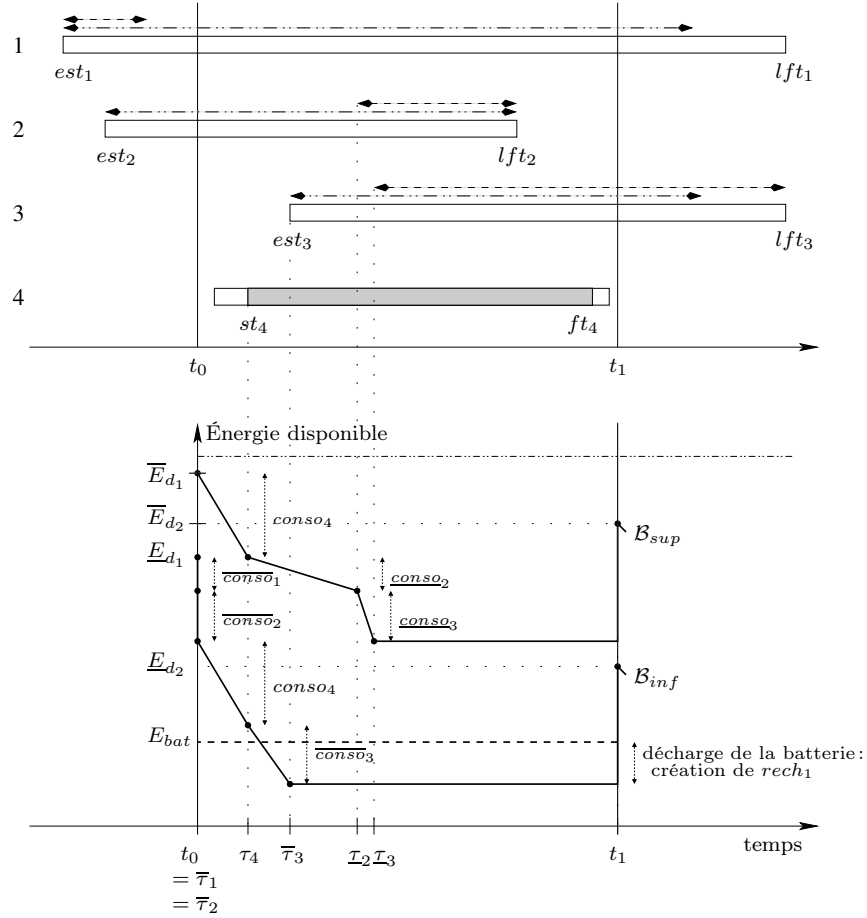 1
est₁ lft₁
2
est₂ lft₂
3
est₃ lft₃
4
st₄ ft₄
t₀ t₁
Énergie disponible
E̅d₁
conso₄
E̅d₂
B_sup
E̲d₁
c̅o̅n̅s̅o̅₁
c̲o̲n̲s̲o̲₂
c̅o̅n̅s̅o̅₂
c̲o̲n̲s̲o̲₃
E̲d₂
B_inf
conso₄
E_bat
c̅o̅n̅s̅o̅₃
décharge de la batterie :
création de rech₁
t₀ τ₄ τ̅₃ τ̲₂ τ̲₃ t₁ temps
= τ̅₁
= τ̅₂